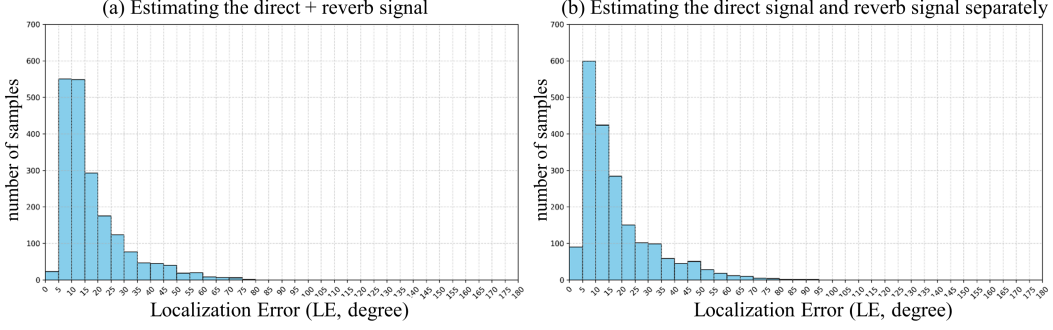 (a) Estimating the direct + reverb signal
700
600
500
400
300
200
100
0
number of samples
0 5 10 15 20 25 30 35 40 45 50 55 60 65 70 75 80 85 90 95 100 105 110 115 120 125 130 135 140 145 150 155 160 165 170 175 180
Localization Error (LE, degree)
(b) Estimating the direct signal and reverb signal separately
700
600
500
400
300
200
100
0
number of samples
0 5 10 15 20 25 30 35 40 45 50 55 60 65 70 75 80 85 90 95 100 105 110 115 120 125 130 135 140 145 150 155 160 165 170 175 180
Localization Error (LE, degree)